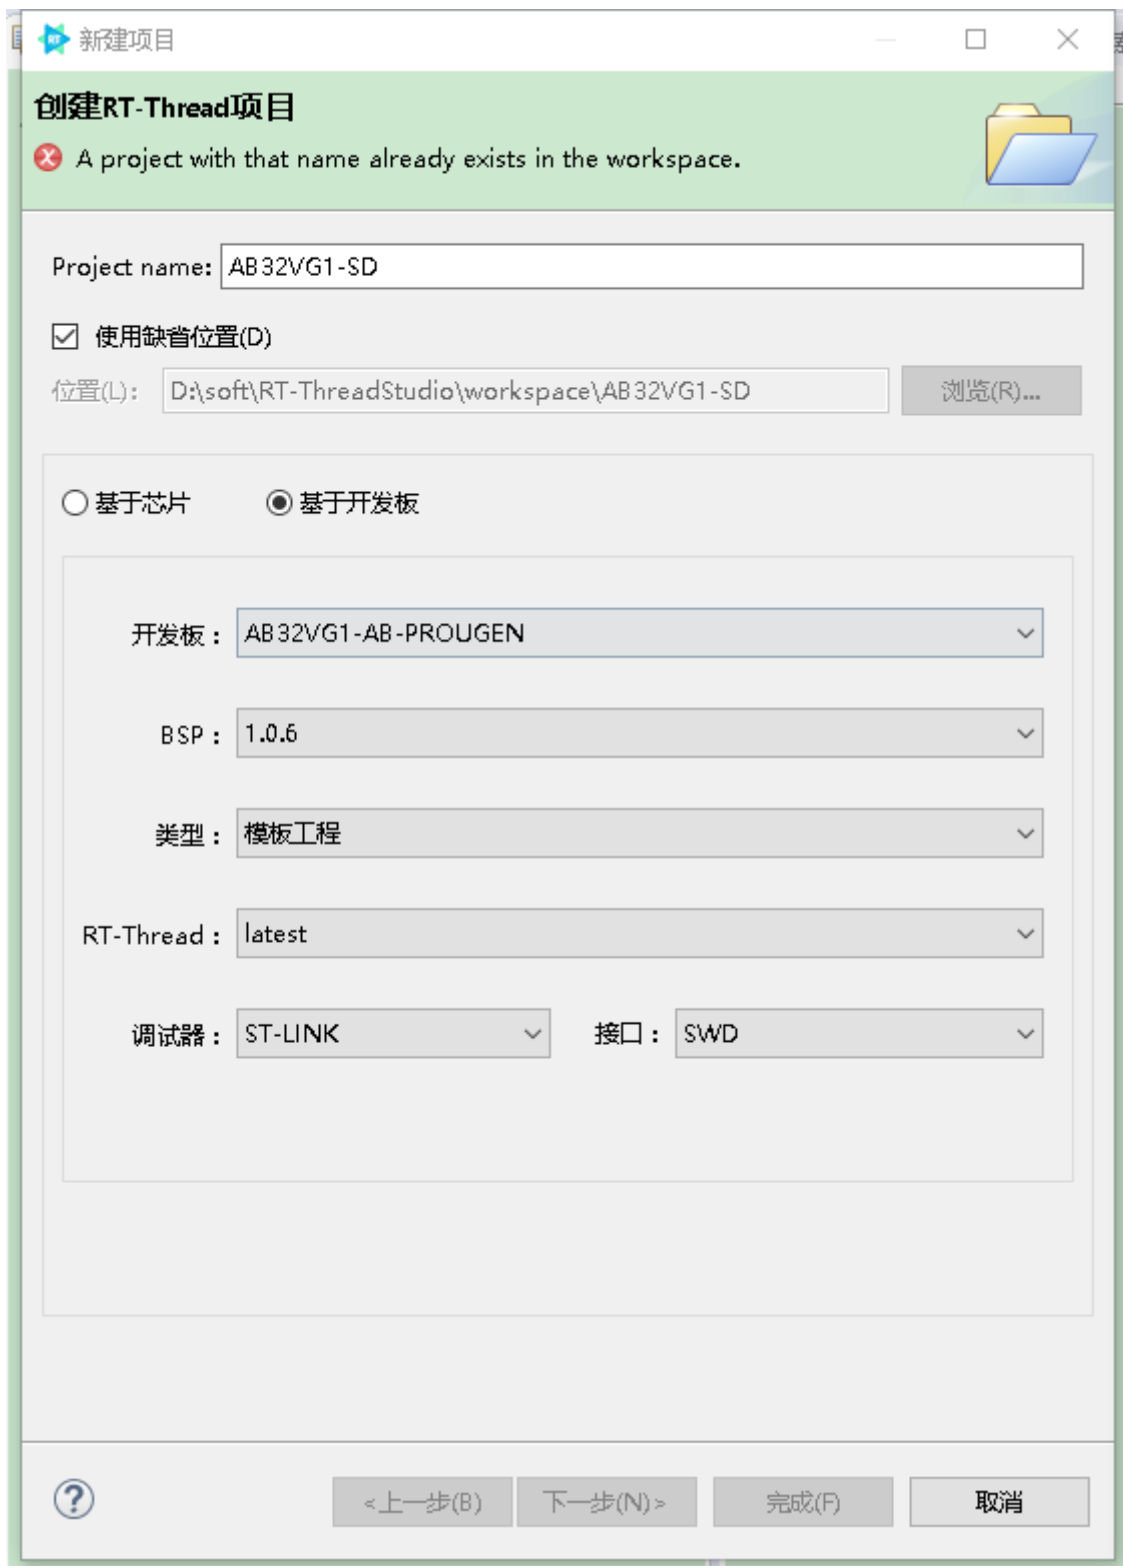 新建项目
创建RT-Thread项目
A project with that name already exists in the workspace.
Project name: AB32VG1-SD
使用缺省位置(D)
位置(L): D:\soft\RT-ThreadStudio\workspace\AB32VG1-SD 浏览(R)...
基于芯片 基于开发板
开发板： AB32VG1-AB-PROUGEN
BSP： 1.0.6
类型： 模板工程
RT-Thread： latest
调试器： ST-LINK 接口： SWD
<上一步(B) 下一步(N)> 完成(F) 取消